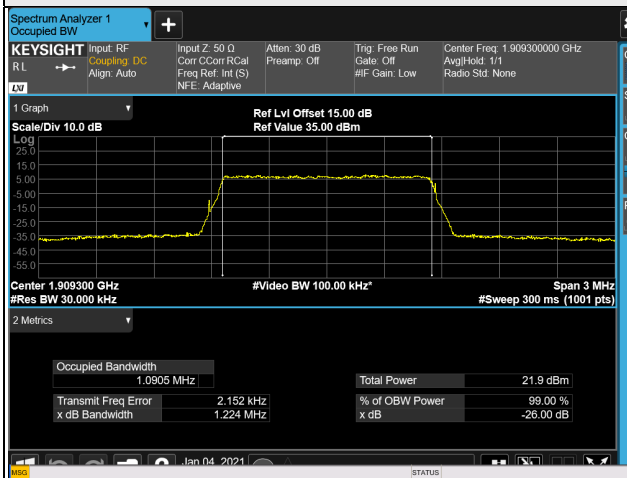 Spectrum Analyzer 1
Occupied BW
KEYSIGHT Input: RF Input Z: 50 Ω Atten: 30 dB Trig: Free Run Center Freq: 1.909300000 GHz
RL Coupling: DC Corr CCorr RCal Preamp: Off Gate: Off Avg|Hold: 1/1
Align: Auto Freq Ref: Int (S) #IF Gain: Low Radio Std: None
LXI NFE: Adaptive
1 Graph
Ref Lvl Offset 15.00 dB
Scale/Div 10.0 dB Ref Value 35.00 dBm
Log
25.0
15.0
5.00
-5.00
-15.0
-25.0
-35.0
-45.0
-55.0
Center 1.909300 GHz #Video BW 100.00 kHz* Span 3 MHz
#Res BW 30.000 kHz #Sweep 300 ms (1001 pts)
2 Metrics
Occupied Bandwidth
1.0905 MHz Total Power 21.9 dBm
Transmit Freq Error 2.152 kHz % of OBW Power 99.00 %
x dB Bandwidth 1.224 MHz x dB -26.00 dB
Jan 04, 2021
MSG STATUS